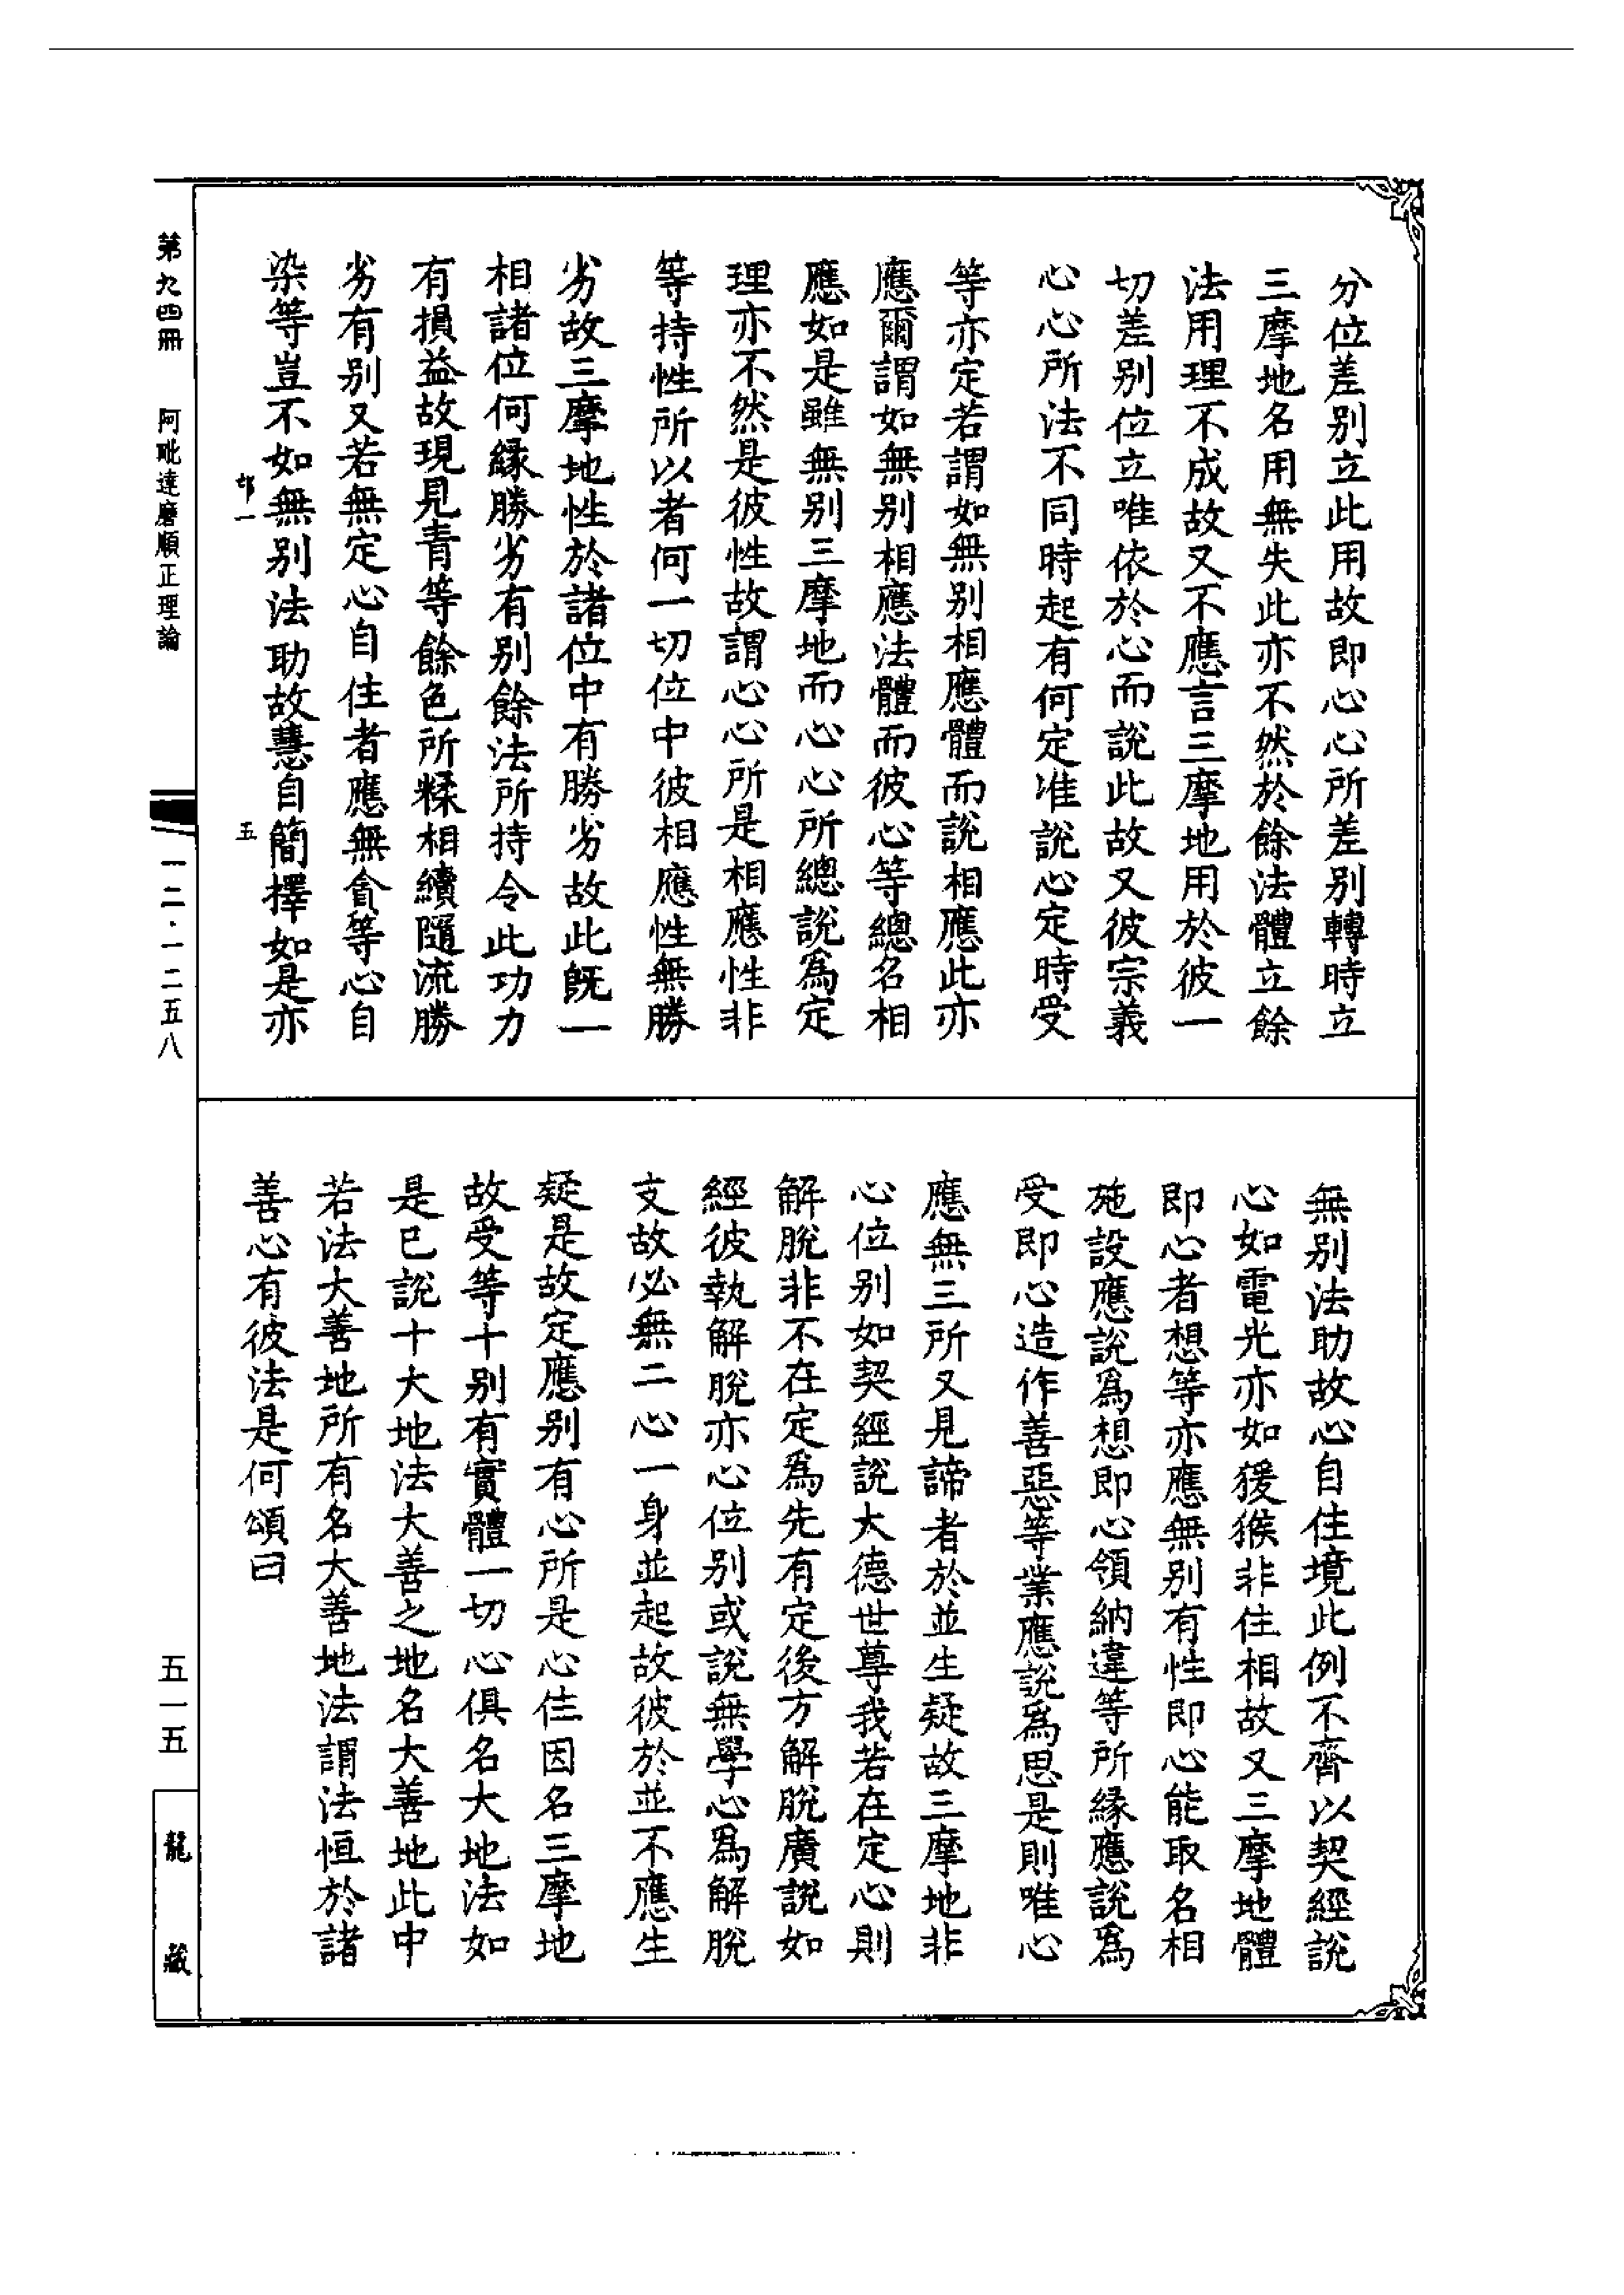 分位差别立此用故即心心所差别轉時立
三摩地名用無失此亦不然於餘法體立餘
法用理不成故又不應言三摩地用於彼一
切差别位立唯依於心而說此故又彼宗義
心心所法不同時起有何定准說心定時受
等亦定若謂如無别相應體而說相應此亦
應爾謂如無别相應法體而彼心等總名相
應如是雖無别三摩地而心心所總說為定
理亦不然是彼性故謂心心所是相應性非
等持性所以者何一切位中彼相應性無勝
劣故三摩地性於諸位中有勝劣故此既一
相諸位何緣勝劣有别餘法所持令此功力
有損益故現見青等餘色所糅相續隨流勝
劣有别又若無定心自住者應無貪等心自
染等豈不如無别法助故慧自簡擇如是亦
無别法助故心自住境此例不齊以契經說
心如電光亦如猨猴非住相故又三摩地體
即心者想等亦應無别有性即心能取名相
施設應說為想即心領納違等所緣應說為
受即心造作善惡等業應說為思是則唯心
應無三所又見諦者於並生疑故三摩地非
心位别如契經說大德世尊我若在定心則
解脫非不在定為先有定後方解脫廣說如
經彼執解脫亦心位别或說無學心為解脫
支故必無二心一身並起故彼於並不應生
疑是故定應别有心所是心住因名三摩地
故受等十别有實體一切心俱名大地法如
是已說十大地法大善之地名大善地此中
若法大善地所有名大善地法謂法恒於諸
善心有彼法是何頌曰
第九四冊
阿毗達磨順正理論
一二·一二五八
五一五
龍藏
五